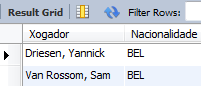 Result Grid Filter Rows:
Xogador Nacionalidade
Driesen, Yannick BEL
Van Rossom, Sam BEL